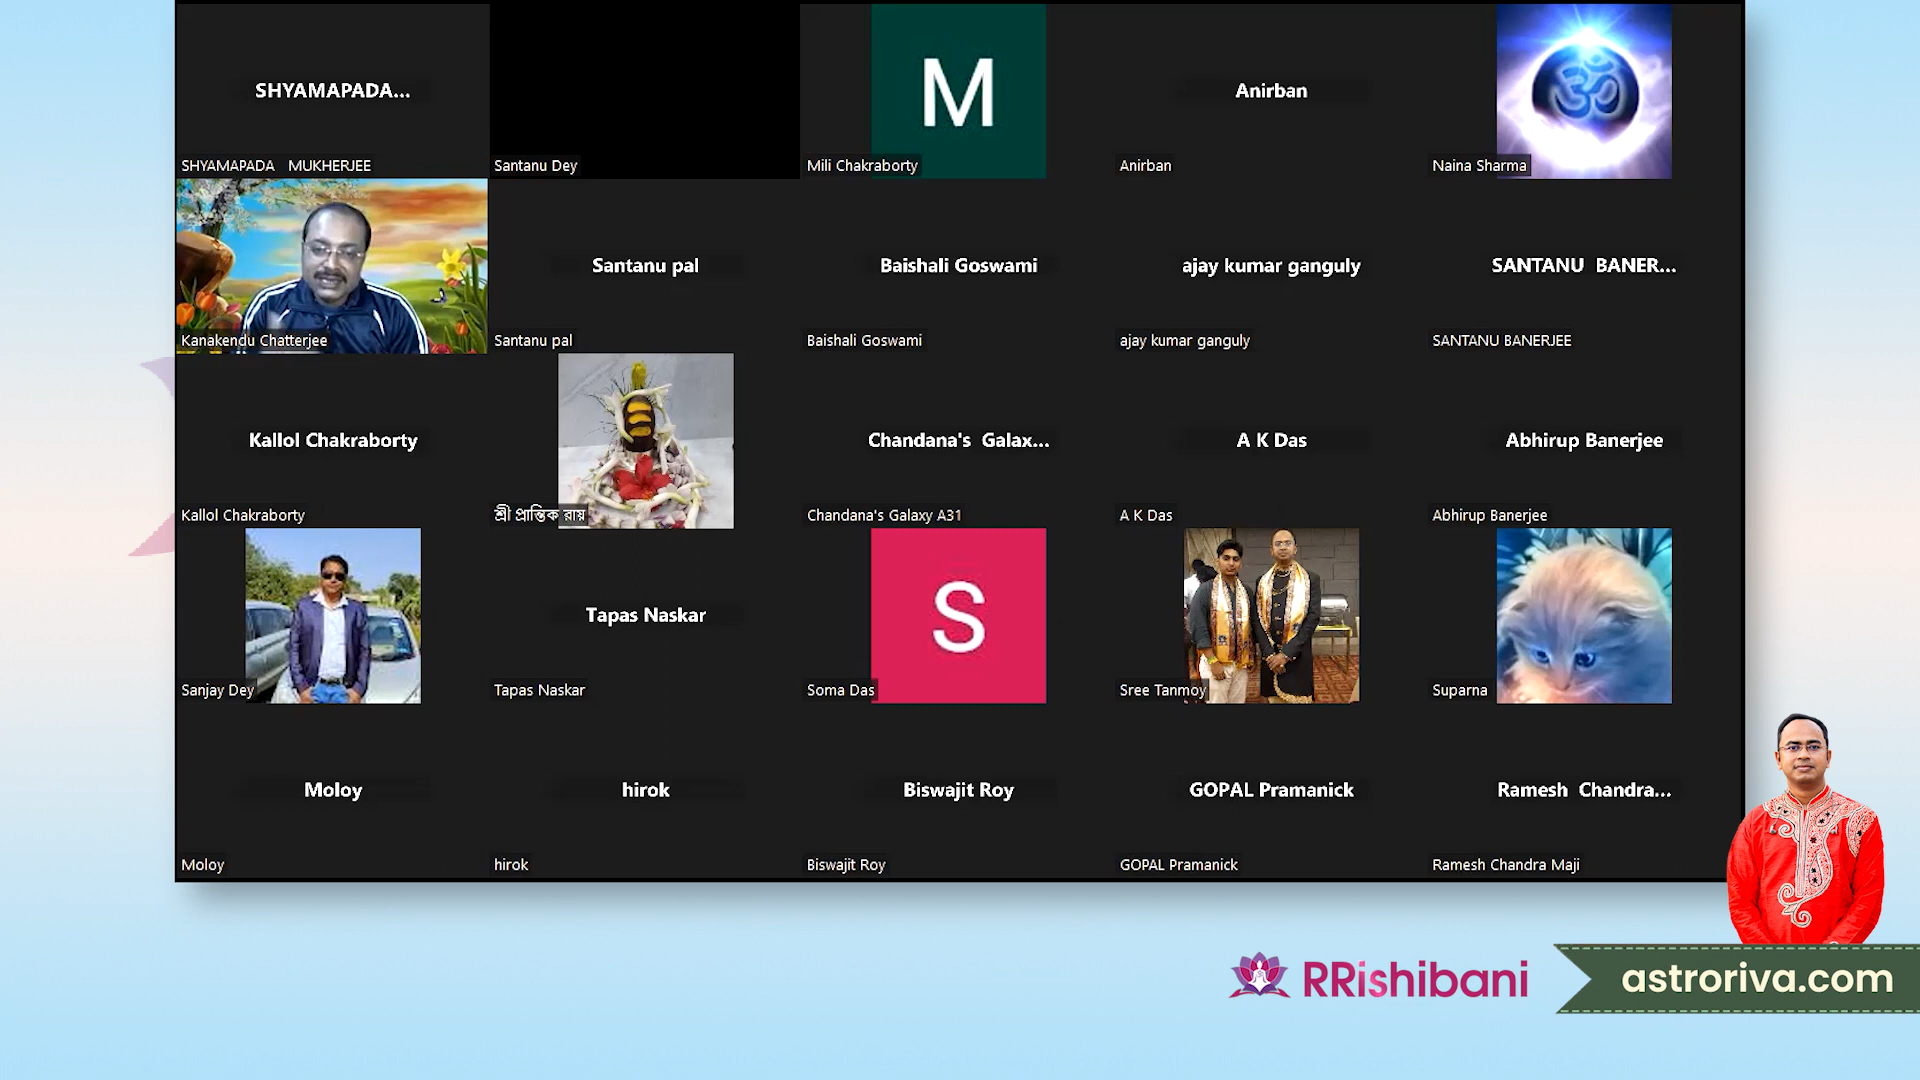 SHYAMAPADA...
SHYAMAPADA MUKHERJEE
Santanu Dey
M
Mili Chakraborty
Anirban
Anirban
ॐ
Naina Sharma
Kanakendu Chatterjee
Santanu pal
Santanu pal
Baishali Goswami
Baishali Goswami
ajay kumar ganguly
ajay kumar ganguly
SANTANU BANER...
SANTANU BANERJEE
Kallol Chakraborty
Kallol Chakraborty
শ্রী প্রান্তিক রায়
Chandana's Galax...
Chandana's Galaxy A31
A K Das
A K Das
Abhirup Banerjee
Abhirup Banerjee
Sanjay Dey
Tapas Naskar
Tapas Naskar
S
Soma Das
Sree Tanmoy
Suparna
Moloy
Moloy
hirok
hirok
Biswajit Roy
Biswajit Roy
GOPAL Pramanick
GOPAL Pramanick
Ramesh Chandra...
Ramesh Chandra Maji
RRishibani
astroriva.com